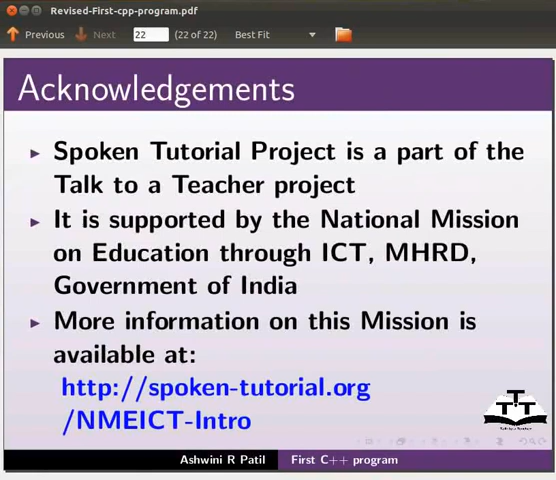 Revised-First-cpp-program.pdf
Previous Next 22 (22 of 22) Best Fit
Acknowledgements
Spoken Tutorial Project is a part of the
Talk to a Teacher project
It is supported by the National Mission
on Education through ICT, MHRD,
Government of India
More information on this Mission is
available at:
http://spoken-tutorial.org
/NMEICT-Intro
Ashwini R Patil First C++ program